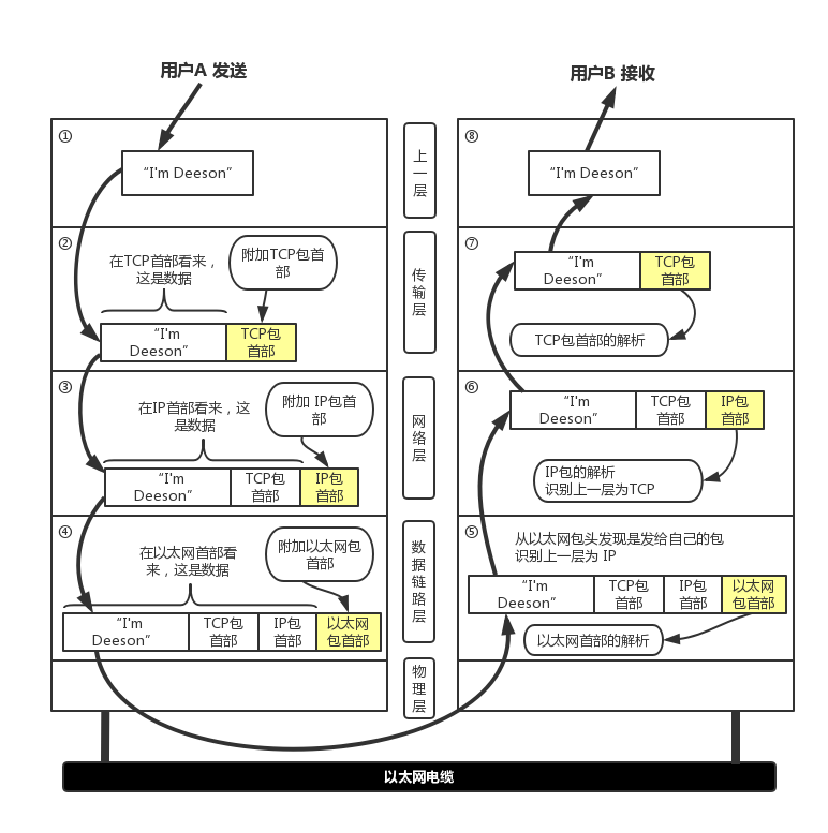 用户A 发送
用户B 接收
①
“I'm Deeson”
上
一
层
⑧
“I'm Deeson”
②
在TCP首部看来，
这是数据
附加TCP包首
部
“I'm
Deeson”
TCP包
首部
传
输
层
⑦
“I'm
Deeson”
TCP包
首部
TCP包首部的解析
③
在IP首部看来，这
是数据
附加 IP包首
部
“I'm
Deeson”
TCP包
首部
IP包
首部
网
络
层
⑥
“I'm
Deeson”
TCP包
首部
IP包
首部
IP包的解析
识别上一层为TCP
④
在以太网首部看
来，这是数据
附加以太网包
首部
“I'm
Deeson”
TCP包
首部
IP包
首部
以太网
包首部
数
据
链
路
层
⑤
从以太网包头发现是发给自己的包
识别上一层为 IP
“I'm
Deeson”
TCP包
首部
IP包
首部
以太网
包首部
以太网首部的解析
物
理
层
以太网电缆